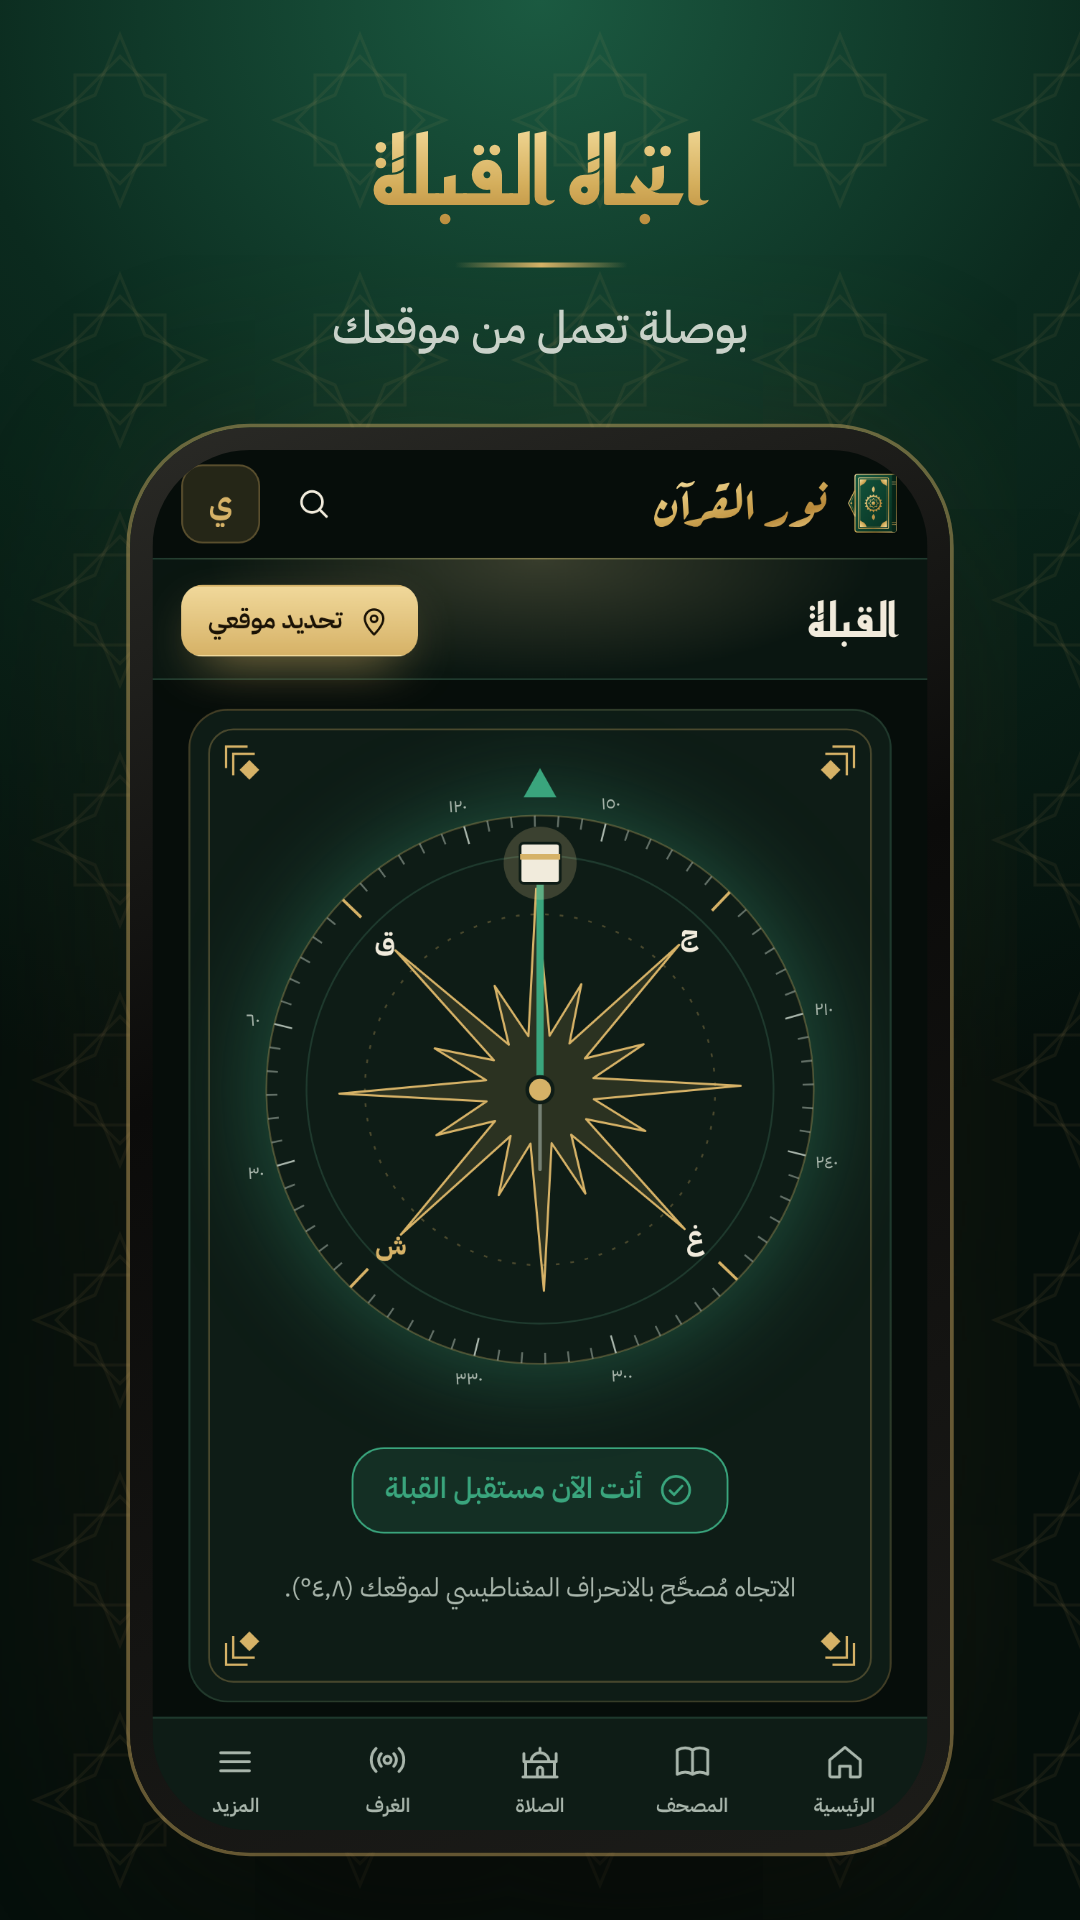 اتجاه القبلة
بوصلة تعمل من موقعك
نور القرآن
ي
القبلة
تحديد موقعي
١٢٠
١٥٠
ق
ج
٦٠
٢١٠
٣٠
٢٤٠
ش
غ
٣٣٠
٣٠٠
أنت الآن مستقبل القبلة
الاتجاه مُصحَّح بالانحراف المغناطيسي لموقعك (٤,٨°).
الرئيسية
المصحف
الصلاة
الغرف
المزيد